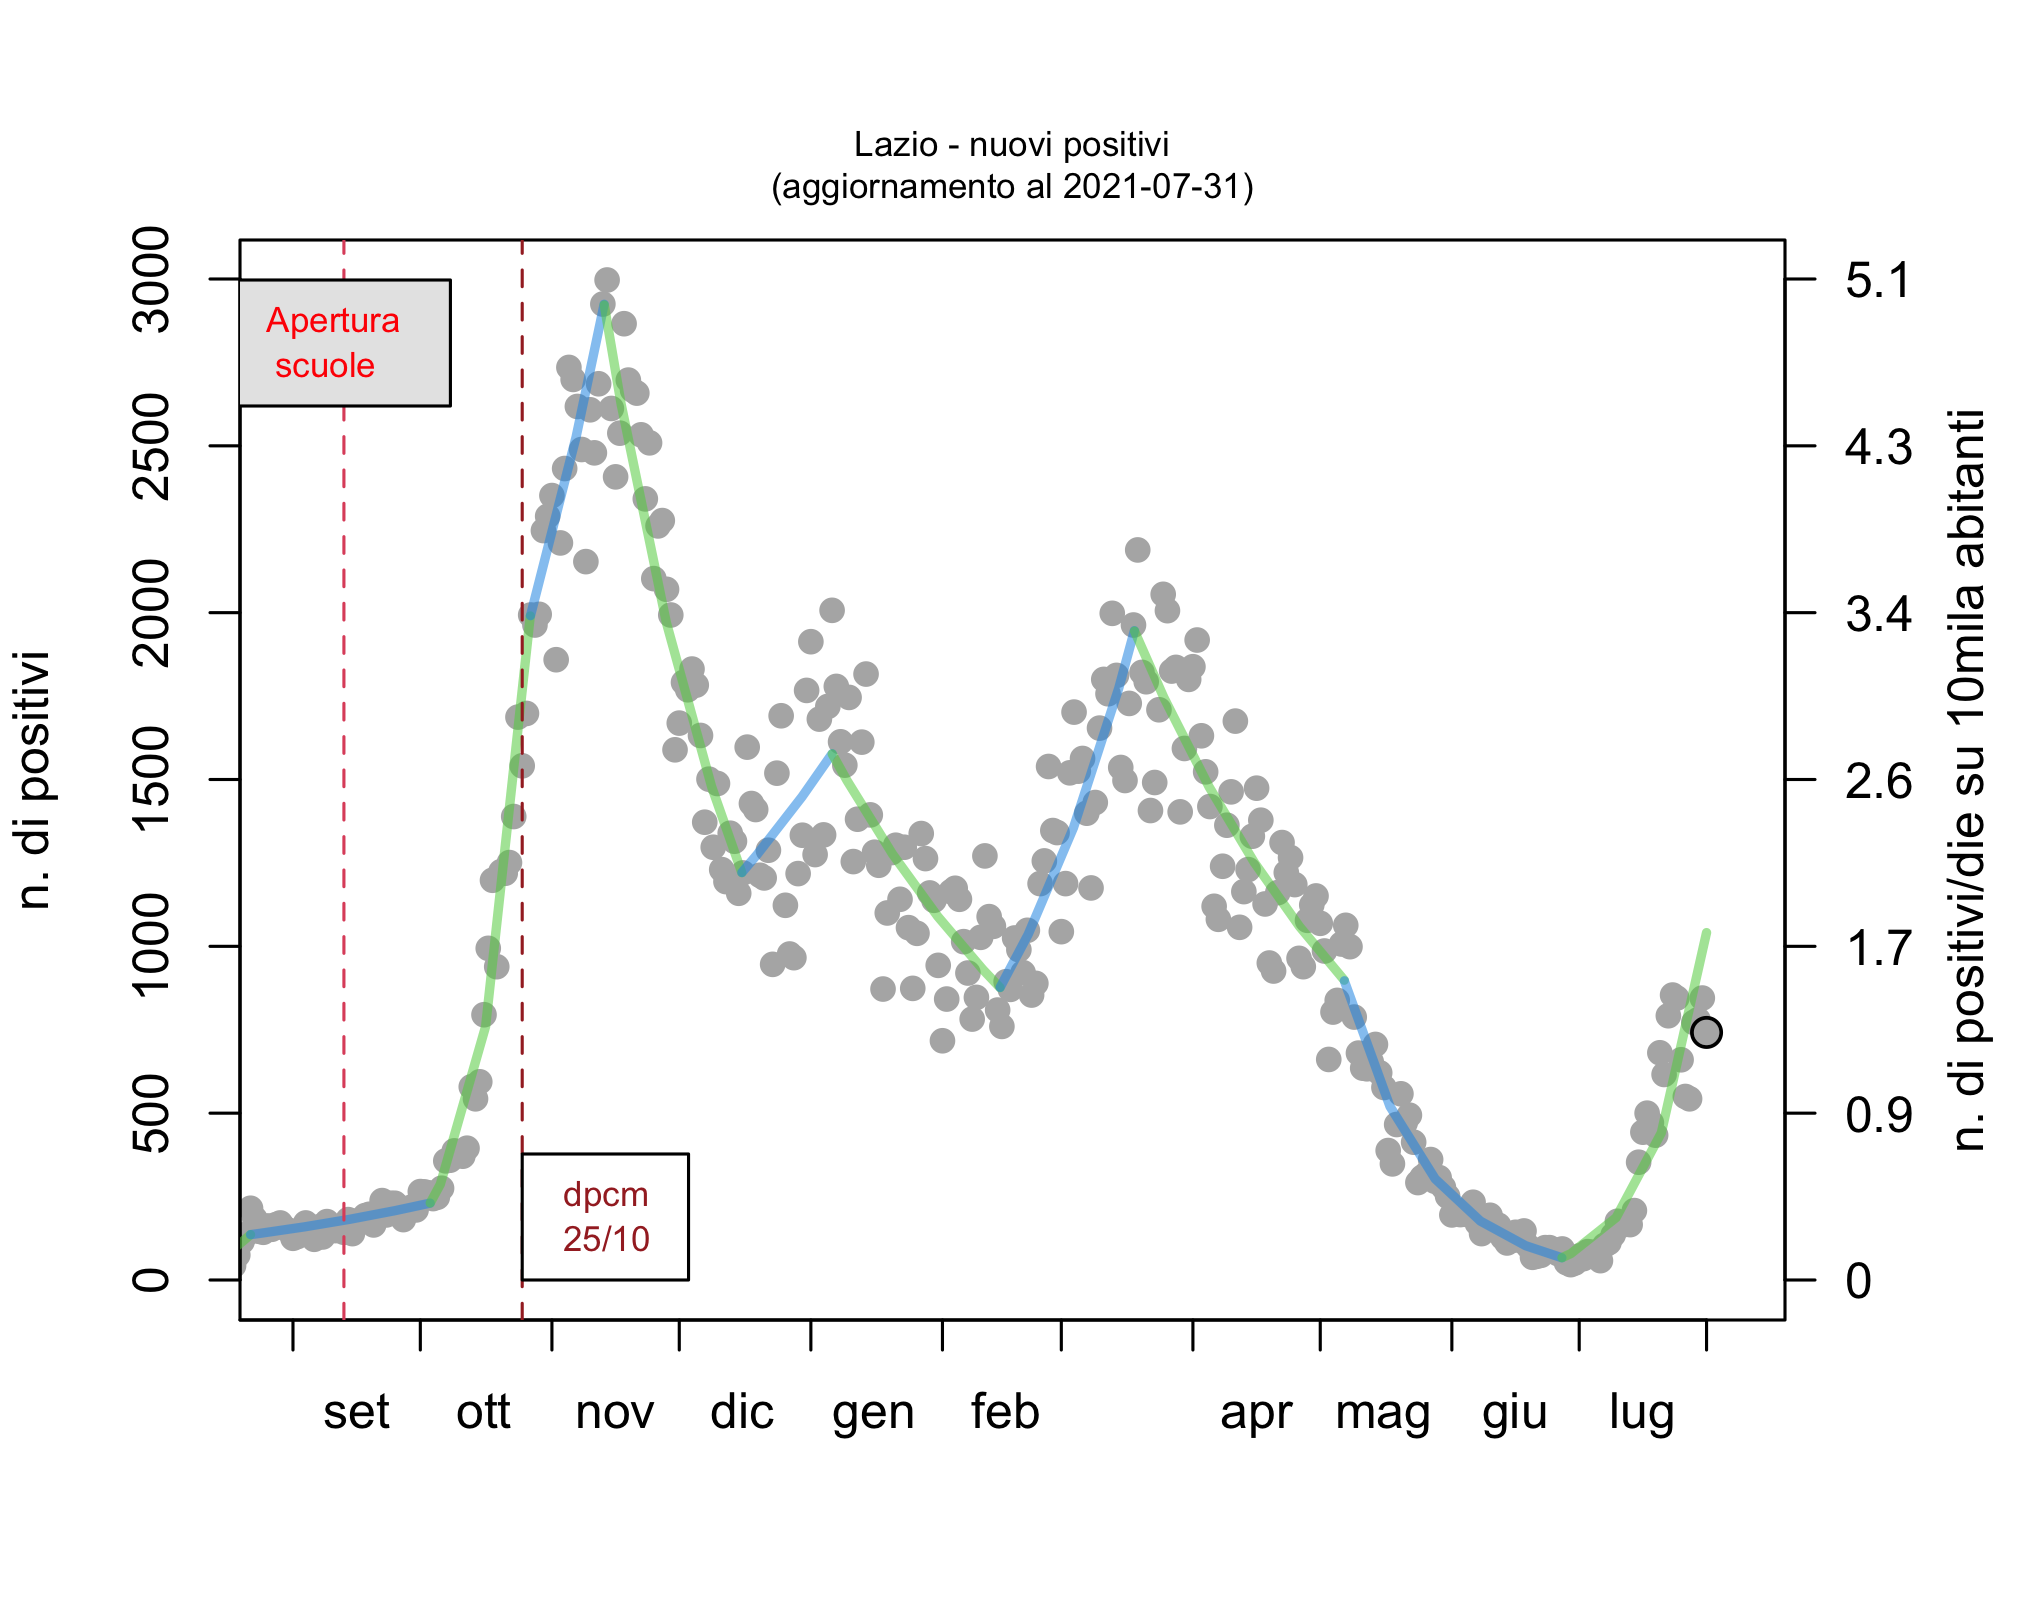 Lazio - nuovi positivi
(aggiornamento al 2021-07-31)
3000
2500
2000
1500
1000
500
0
n. di positivi
Apertura
scuole
dpcm
25/10
5.1
4.3
3.4
2.6
1.7
0.9
0
n. di positivi/die su 10mila abitanti
set ott nov dic gen feb apr mag giu lug